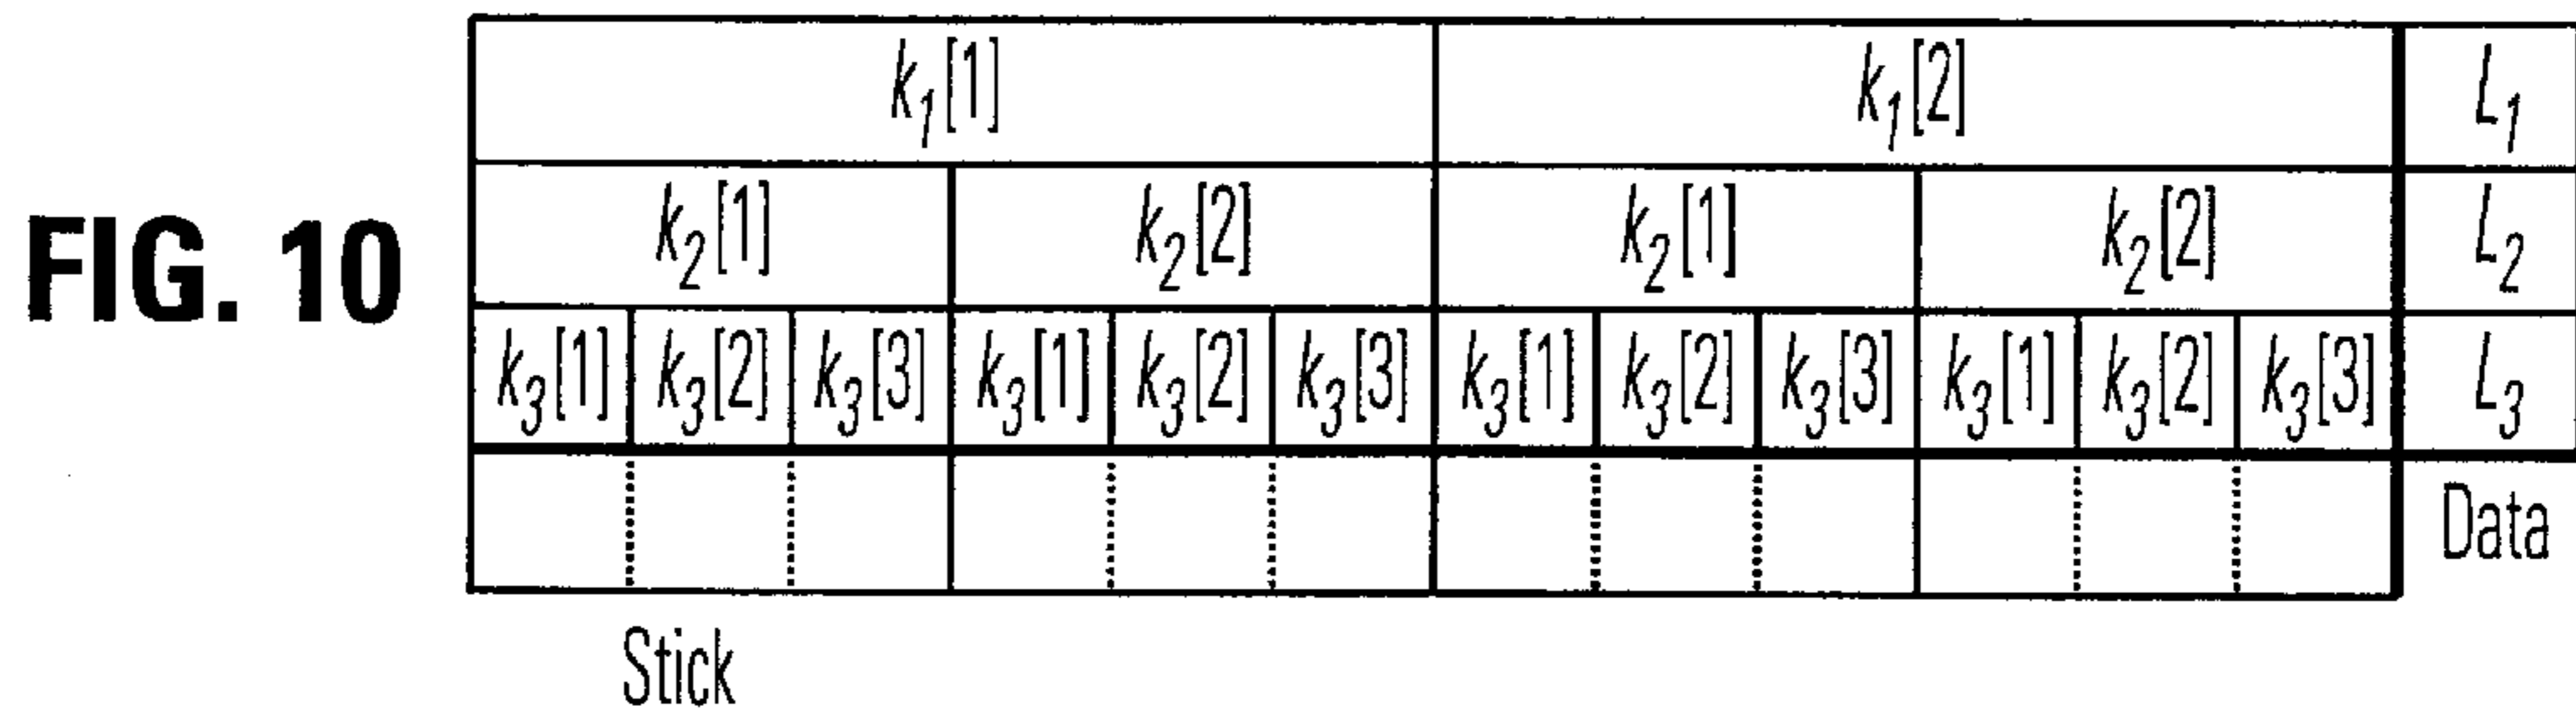 FIG. 10
k₁[1] k₁[2] L₁
k₂[1] k₂[2] k₂[1] k₂[2] L₂
k₃[1] k₃[2] k₃[3] k₃[1] k₃[2] k₃[3] k₃[1] k₃[2] k₃[3] k₃[1] k₃[2] k₃[3] L₃
Data
Stick